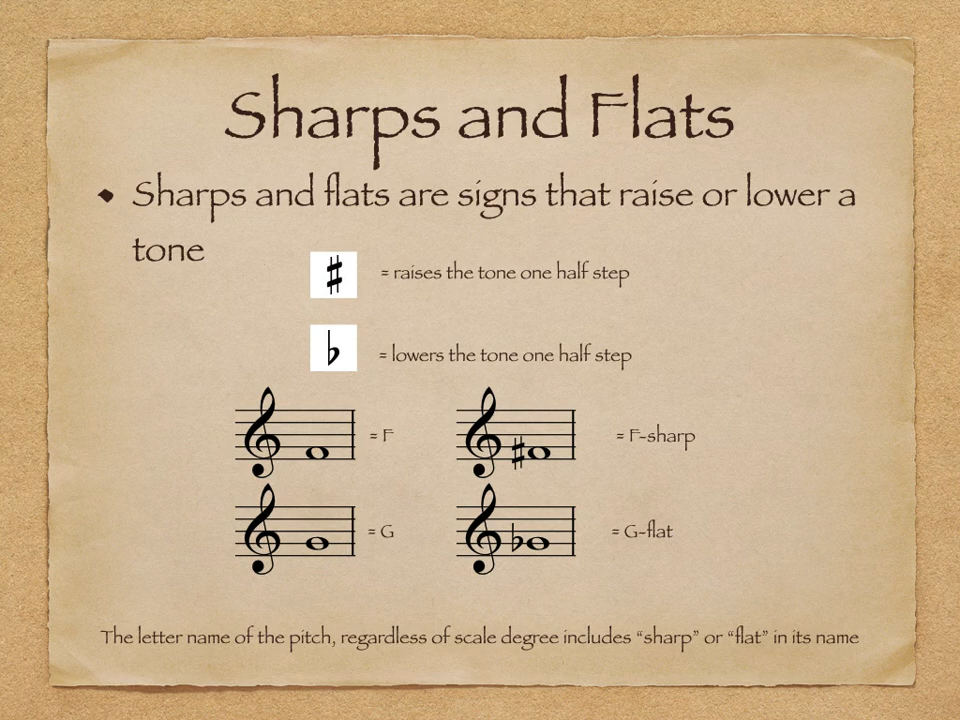 Sharps and Flats
• Sharps and flats are signs that raise or lower a
tone
♯ = raises the tone one half step
♭ = lowers the tone one half step
= F = F-sharp
= G = G-flat
The letter name of the pitch, regardless of scale degree includes “sharp” or “flat” in its name